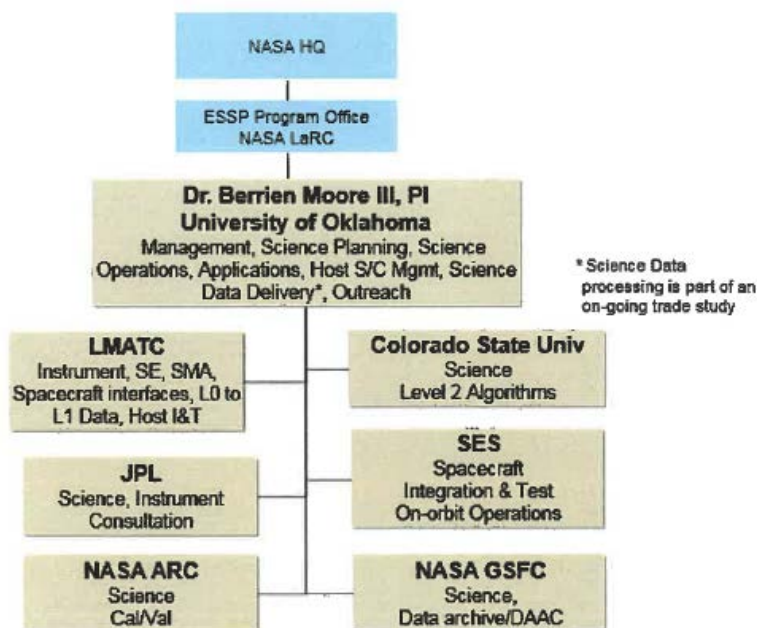 NASA HQ
ESSP Program Office
NASA LaRC
Dr. Berrien Moore III, PI
University of Oklahoma
Management, Science Planning, Science
Operations, Applications, Host S/C Mgmt, Science
Data Delivery*, Outreach
* Science Data
processing is part of an
on-going trade study
LMATC
Instrument, SE, SMA,
Spacecraft interfaces, L0 to
L1 Data, Host I&T
Colorado State Univ
Science
Level 2 Algorithms
JPL
Science, Instrument
Consultation
SES
Spacecraft
Integration & Test
On-orbit Operations
NASA ARC
Science
Cal/Val
NASA GSFC
Science,
Data archive/DAAC